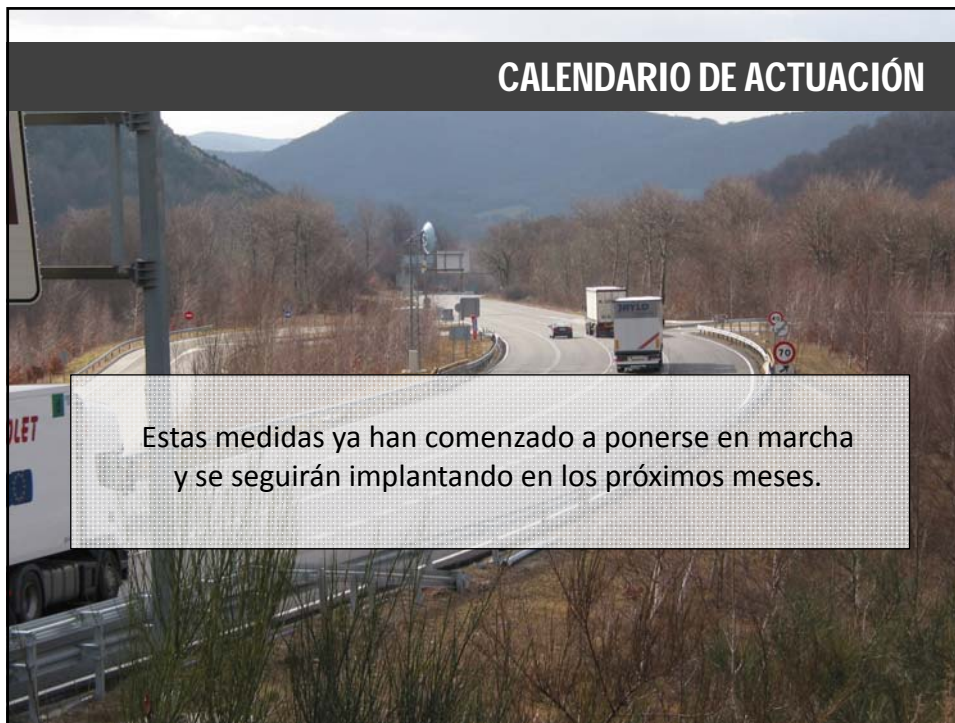 CALENDARIO DE ACTUACIÓN
40
70
Estas medidas ya han comenzado a ponerse en marcha
y se seguirán implantando en los próximos meses.